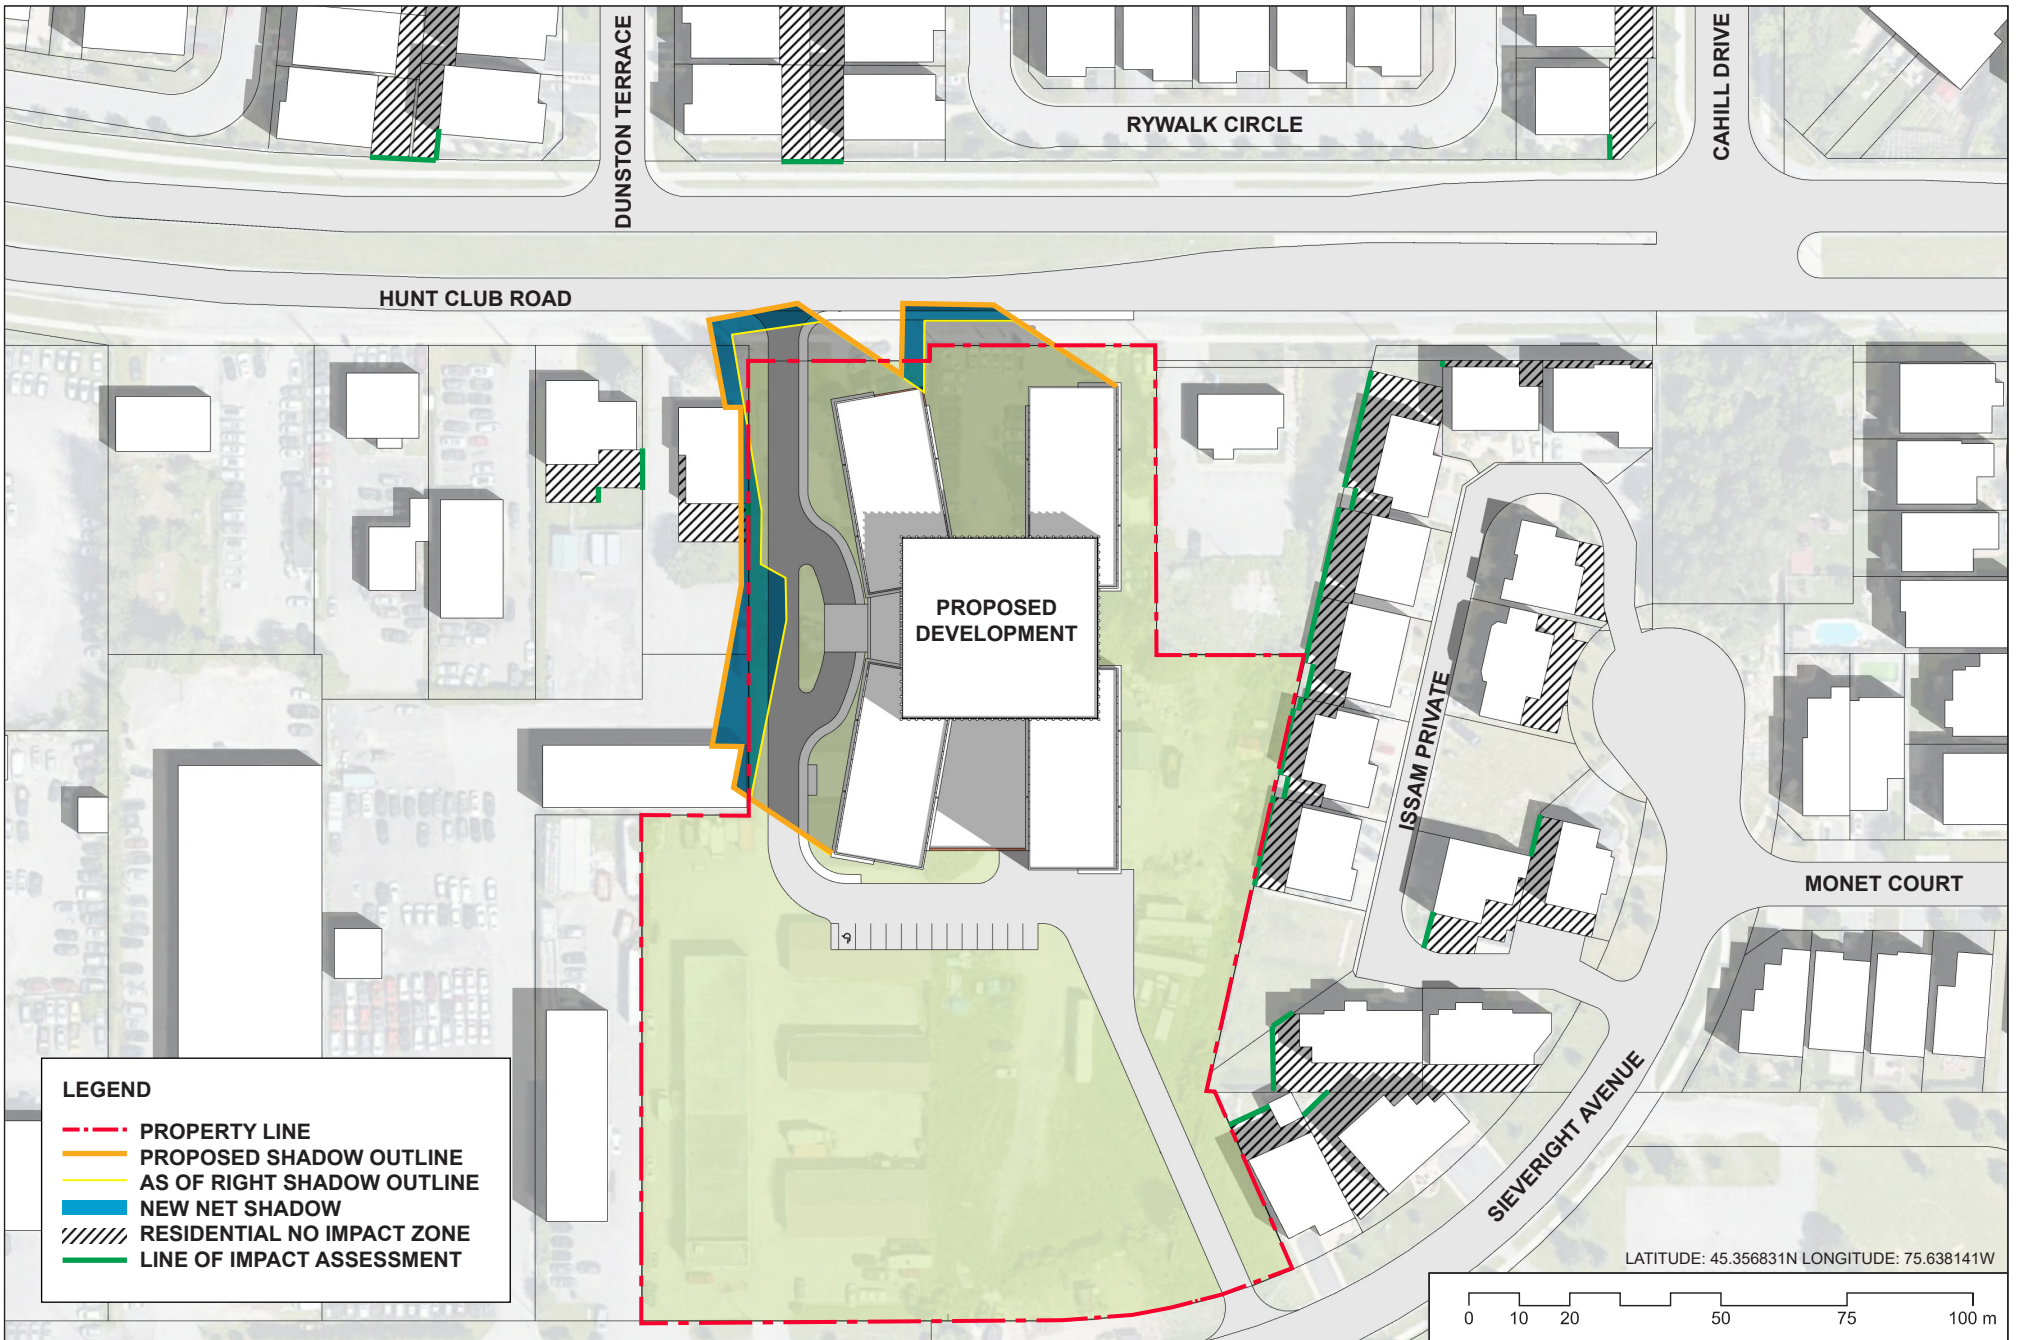 DUNSTON TERRACE
CAHILL DRIVE
RYWALK CIRCLE
HUNT CLUB ROAD
PROPOSED
DEVELOPMENT
ISSAM PRIVATE
MONET COURT
SIEVERIGHT AVENUE
LEGEND
PROPERTY LINE
PROPOSED SHADOW OUTLINE
AS OF RIGHT SHADOW OUTLINE
NEW NET SHADOW
RESIDENTIAL NO IMPACT ZONE
LINE OF IMPACT ASSESSMENT
LATITUDE: 45.356831N LONGITUDE: 75.638141W
0 10 20 50 75 100 m